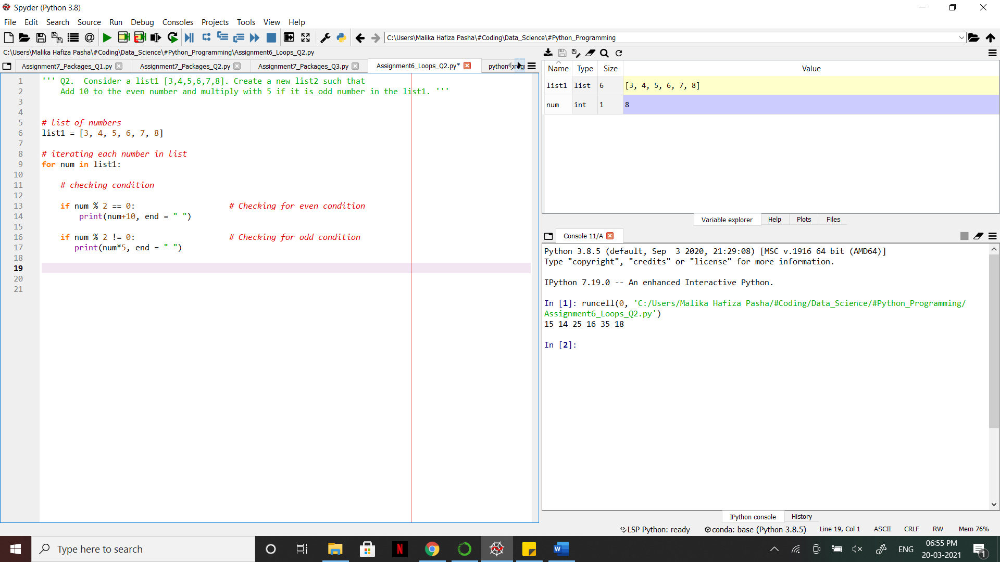 Spyder (Python 3.8)
File Edit Search Source Run Debug Consoles Projects Tools View Help
C:\Users\Malika Hafiza Pasha\#Coding\Data_Science\#Python_Programming
C:\Users\Malika Hafiza Pasha\#Coding\Data_Science\#Python_Programming\Assignment6_Loops_Q2.py
Assignment7_Packages_Q1.py Assignment7_Packages_Q2.py Assignment7_Packages_Q3.py Assignment6_Loops_Q2.py* python
1 ''' Q2.  Consider a list1 [3,4,5,6,7,8]. Create a new list2 such that
2     Add 10 to the even number and multiply with 5 if it is odd number in the list1. '''
3
4
5 # list of numbers
6 list1 = [3, 4, 5, 6, 7, 8]
7
8 # iterating each number in list
9 for num in list1:
10
11     # checking condition
12
13     if num % 2 == 0:                    # Checking for even condition
14         print(num+10, end = " ")
15
16     if num % 2 != 0:                    # Checking for odd condition
17        print(num*5, end = " ")
18
19
20
21
Name Type Size Value
list1 list 6 [3, 4, 5, 6, 7, 8]
num int 1 8
Variable explorer Help Plots Files
Console 11/A
Python 3.8.5 (default, Sep  3 2020, 21:29:08) [MSC v.1916 64 bit (AMD64)]
Type "copyright", "credits" or "license" for more information.
IPython 7.19.0 -- An enhanced Interactive Python.
In [1]: runcell(0, 'C:/Users/Malika Hafiza Pasha/#Coding/Data_Science/#Python_Programming/
Assignment6_Loops_Q2.py')
15 14 25 16 35 18
In [2]:
IPython console History
LSP Python: ready conda: base (Python 3.8.5) Line 19, Col 1 ASCII CRLF RW Mem 76%
Type here to search
ENG
06:55 PM
20-03-2021
1